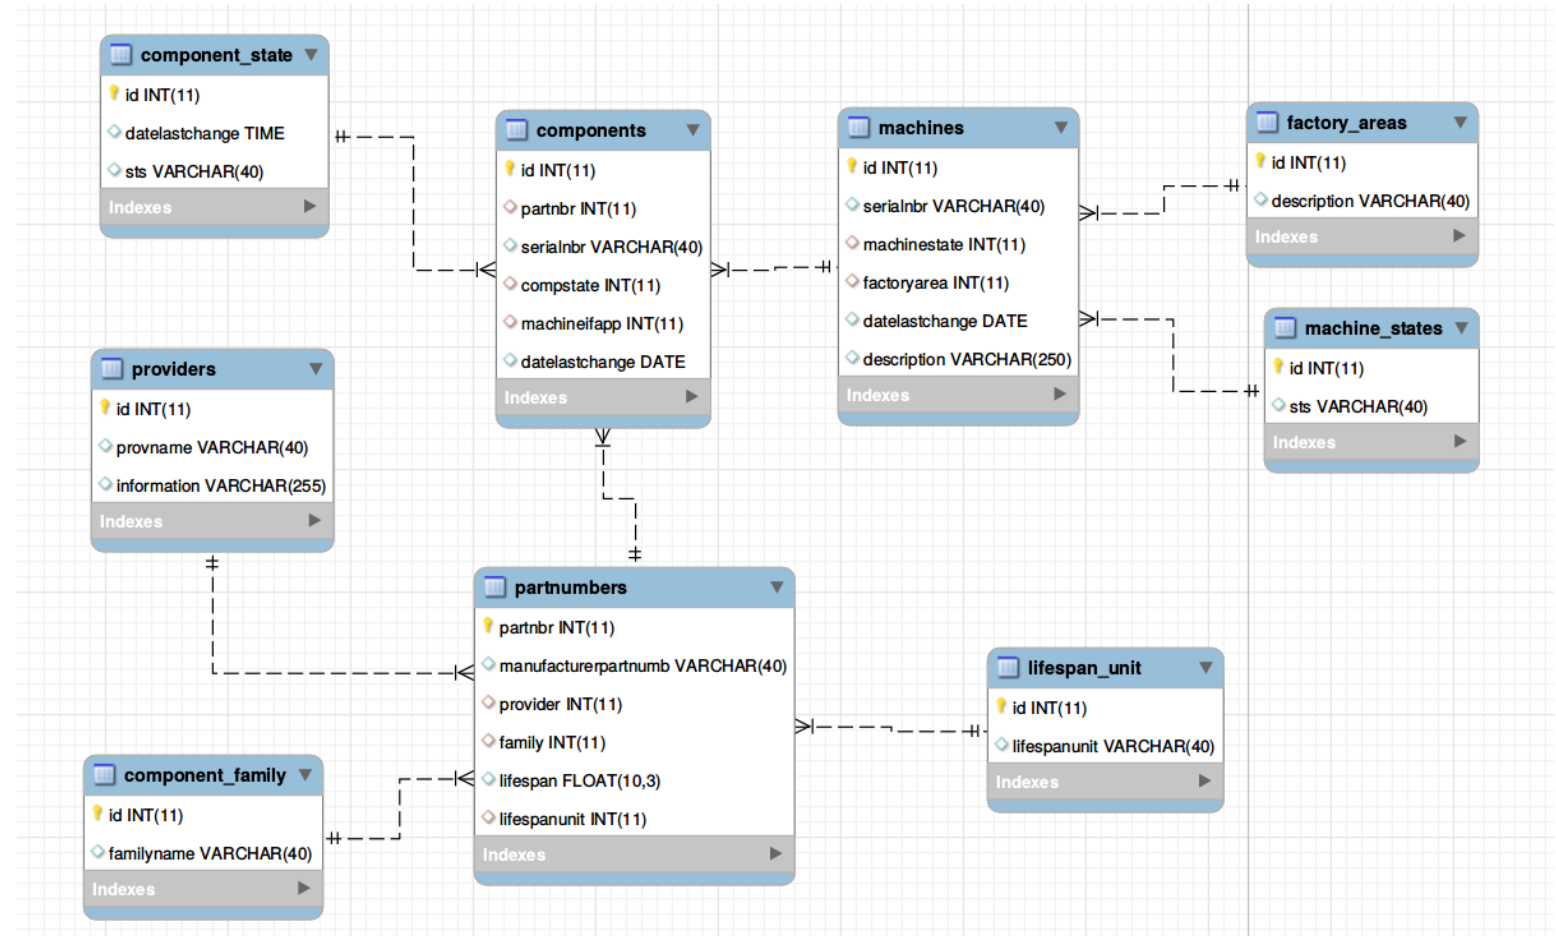 component_state
id INT(11)
datelastchange TIME
sts VARCHAR(40)
Indexes
components
id INT(11)
partnbr INT(11)
serialnbr VARCHAR(40)
compstate INT(11)
machineifapp INT(11)
datelastchange DATE
Indexes
machines
id INT(11)
serialnbr VARCHAR(40)
machinestate INT(11)
factoryarea INT(11)
datelastchange DATE
description VARCHAR(250)
Indexes
factory_areas
id INT(11)
description VARCHAR(40)
Indexes
machine_states
id INT(11)
sts VARCHAR(40)
Indexes
providers
id INT(11)
provname VARCHAR(40)
information VARCHAR(255)
Indexes
partnumbers
partnbr INT(11)
manufacturerpartnumb VARCHAR(40)
provider INT(11)
family INT(11)
lifespan FLOAT(10,3)
lifespanunit INT(11)
Indexes
lifespan_unit
id INT(11)
lifespanunit VARCHAR(40)
Indexes
component_family
id INT(11)
familyname VARCHAR(40)
Indexes